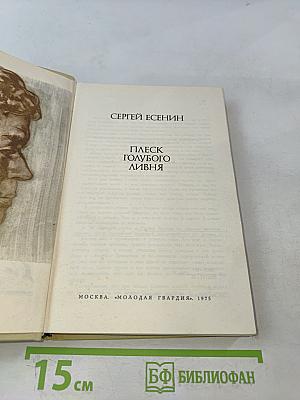 СЕРГЕЙ ЕСЕНИН
ПЛЕСК
ГОЛУБОГО
ЛИВНЯ
МОСКВА. «МОЛОДАЯ ГВАРДИЯ». 1975
15 см
БФ БИБЛИОФАН